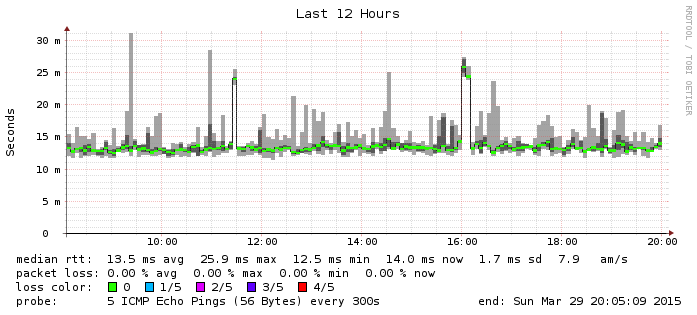 Last 12 Hours
RRDTOOL / TOBI OETIKER
Seconds
30 m
25 m
20 m
15 m
10 m
5 m
0
10:00 12:00 14:00 16:00 18:00 20:00
median rtt: 13.5 ms avg 25.9 ms max 12.5 ms min 14.0 ms now 1.7 ms sd 7.9 am/s
packet loss: 0.00 % avg 0.00 % max 0.00 % min 0.00 % now
loss color: 0 1/5 2/5 3/5 4/5
probe: 5 ICMP Echo Pings (56 Bytes) every 300s end: Sun Mar 29 20:05:09 2015